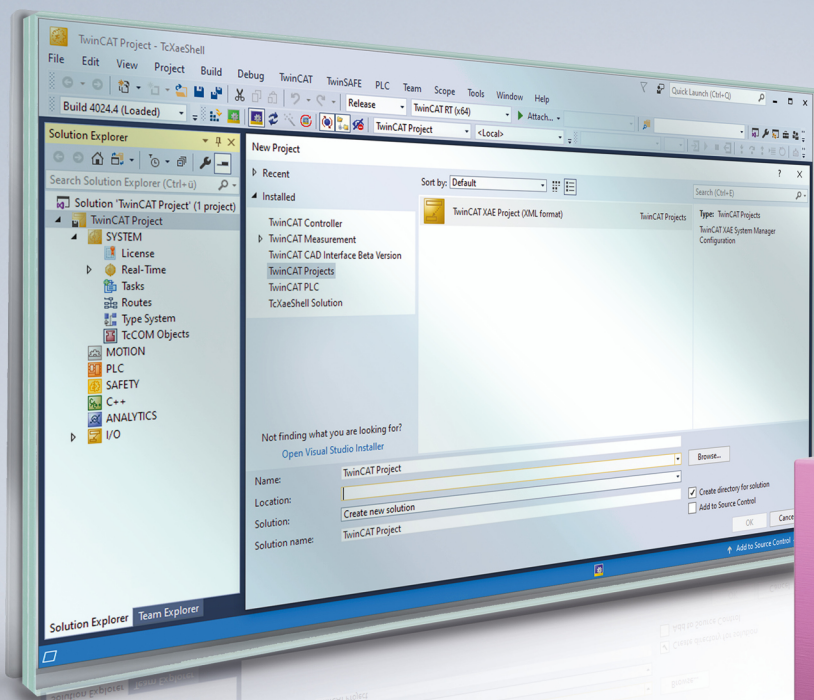 TwinCAT Project - TcXaeShell
File Edit View Project Build Debug TwinCAT TwinSAFE PLC Team Scope Tools Window Help
Quick Launch (Ctrl+Q)
Release TwinCAT RT (x64) Attach...
Build 4024.4 (Loaded) TwinCAT Project <Local>
Solution Explorer
Search Solution Explorer (Ctrl+ü)
Solution 'TwinCAT Project' (1 project)
TwinCAT Project
SYSTEM
License
Real-Time
Tasks
Routes
Type System
TcCOM Objects
MOTION
PLC
SAFETY
C++
ANALYTICS
I/O
Solution Explorer Team Explorer
New Project
? X
Recent
Installed
TwinCAT Controller
TwinCAT Measurement
TwinCAT CAD Interface Beta Version
TwinCAT Projects
TwinCAT PLC
TcXaeShell Solution
Not finding what you are looking for?
Open Visual Studio Installer
Sort by: Default
Search (Ctrl+E)
TwinCAT XAE Project (XML format) TwinCAT Projects
Type: TwinCAT Projects
TwinCAT XAE System Manager
Configuration
Name: TwinCAT Project
Location: Browse...
Solution: Create new solution
Solution name: TwinCAT Project
Create directory for solution
Add to Source Control
OK Cance
Add to Source Control